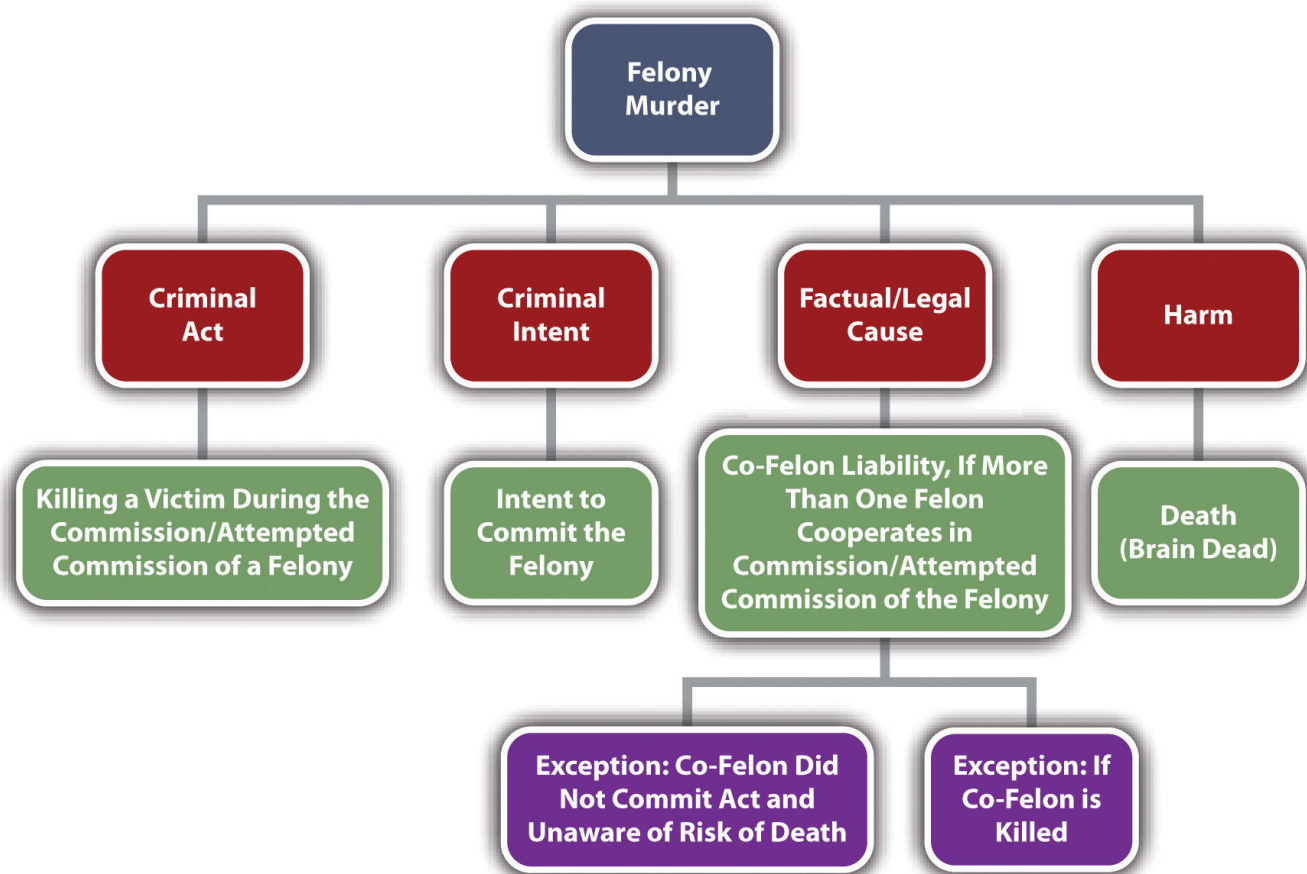 Felony
Murder
Criminal
Act
Criminal
Intent
Factual/Legal
Cause
Harm
Killing a Victim During the
Commission/Attempted
Commission of a Felony
Intent to
Commit the
Felony
Co-Felon Liability, If More
Than One Felon
Cooperates in
Commission/Attempted
Commission of the Felony
Death
(Brain Dead)
Exception: Co-Felon Did
Not Commit Act and
Unaware of Risk of Death
Exception: If
Co-Felon is
Killed